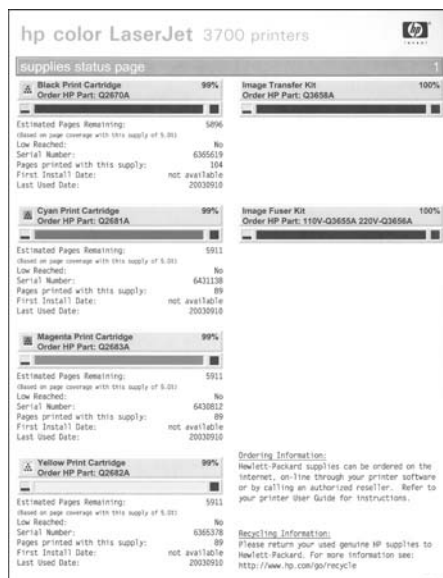 hp color LaserJet 3700 printers
hp
invent
supplies status page 1
Black Print Cartridge 99%
Order HP Part: Q2670A
Estimated Pages Remaining: 5896
(Based on page coverage with this supply of 5.0%)
Low Reached: No
Serial Number: 6365619
Pages printed with this supply: 104
First Install Date: not available
Last Used Date: 20030910
Cyan Print Cartridge 99%
Order HP Part: Q2681A
Estimated Pages Remaining: 5911
(Based on page coverage with this supply of 5.0%)
Low Reached: No
Serial Number: 6431138
Pages printed with this supply: 89
First Install Date: not available
Last Used Date: 20030910
Magenta Print Cartridge 99%
Order HP Part: Q2683A
Estimated Pages Remaining: 5911
(Based on page coverage with this supply of 5.0%)
Low Reached: No
Serial Number: 6430812
Pages printed with this supply: 89
First Install Date: not available
Last Used Date: 20030910
Yellow Print Cartridge 99%
Order HP Part: Q2682A
Estimated Pages Remaining: 5911
(Based on page coverage with this supply of 5.0%)
Low Reached: No
Serial Number: 6365378
Pages printed with this supply: 89
First Install Date: not available
Last Used Date: 20030910
Image Transfer Kit 100%
Order HP Part: Q3658A
Image Fuser Kit 100%
Order HP Part: 110V-Q3655A 220V-Q3656A
Ordering Information:
Hewlett-Packard supplies can be ordered on the
internet, on-line through your printer software
or by calling an authorized reseller. Refer to
your printer User Guide for instructions.
Recycling Information:
Please return your used genuine HP supplies to
Hewlett-Packard. For more information see:
http://www.hp.com/go/recycle